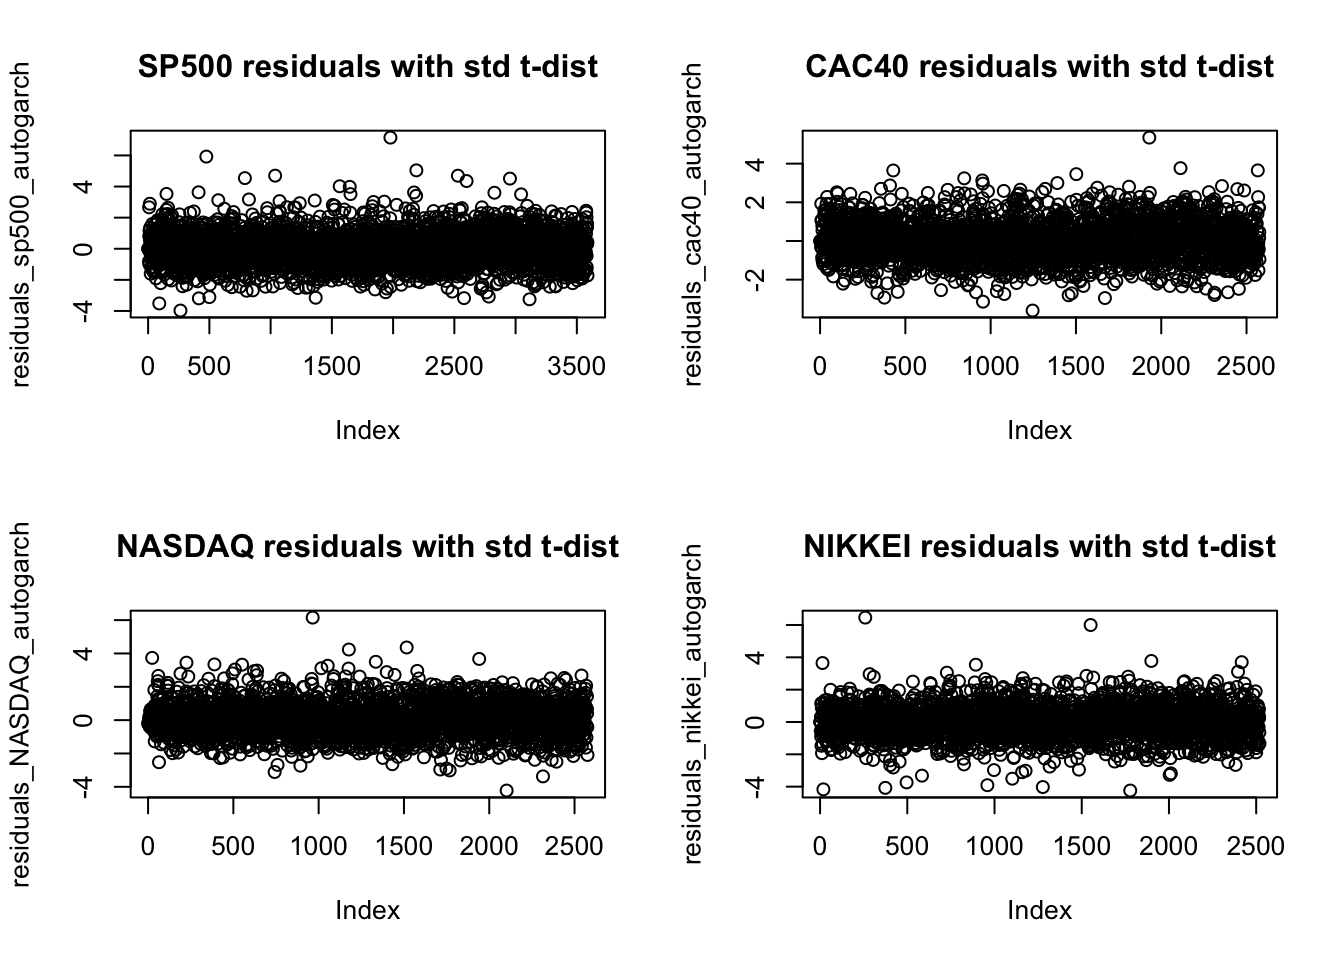 SP500 residuals with std t-dist
residuals_sp500_autogarch
4
0
-4
0 500 1500 2500 3500
Index
CAC40 residuals with std t-dist
residuals_cac40_autogarch
4
2
-2
0 500 1000 1500 2000 2500
Index
NASDAQ residuals with std t-dist
residuals_NASDAQ_autogarch
4
0
-4
0 500 1000 1500 2000 2500
Index
NIKKEI residuals with std t-dist
residuals_nikkei_autogarch
4
0
-4
0 500 1000 1500 2000 2500
Index